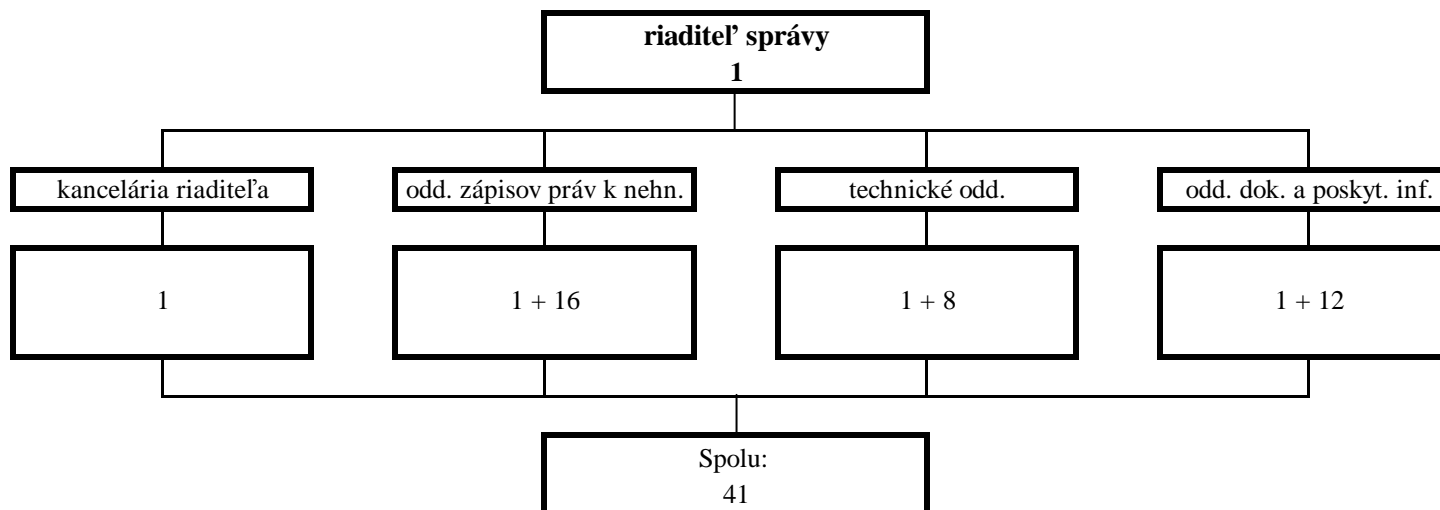 riaditeľ správy
1
kancelária riaditeľa
odd. zápisov práv k nehn.
technické odd.
odd. dok. a poskyt. inf.
1
1 + 16
1 + 8
1 + 12
Spolu:
41